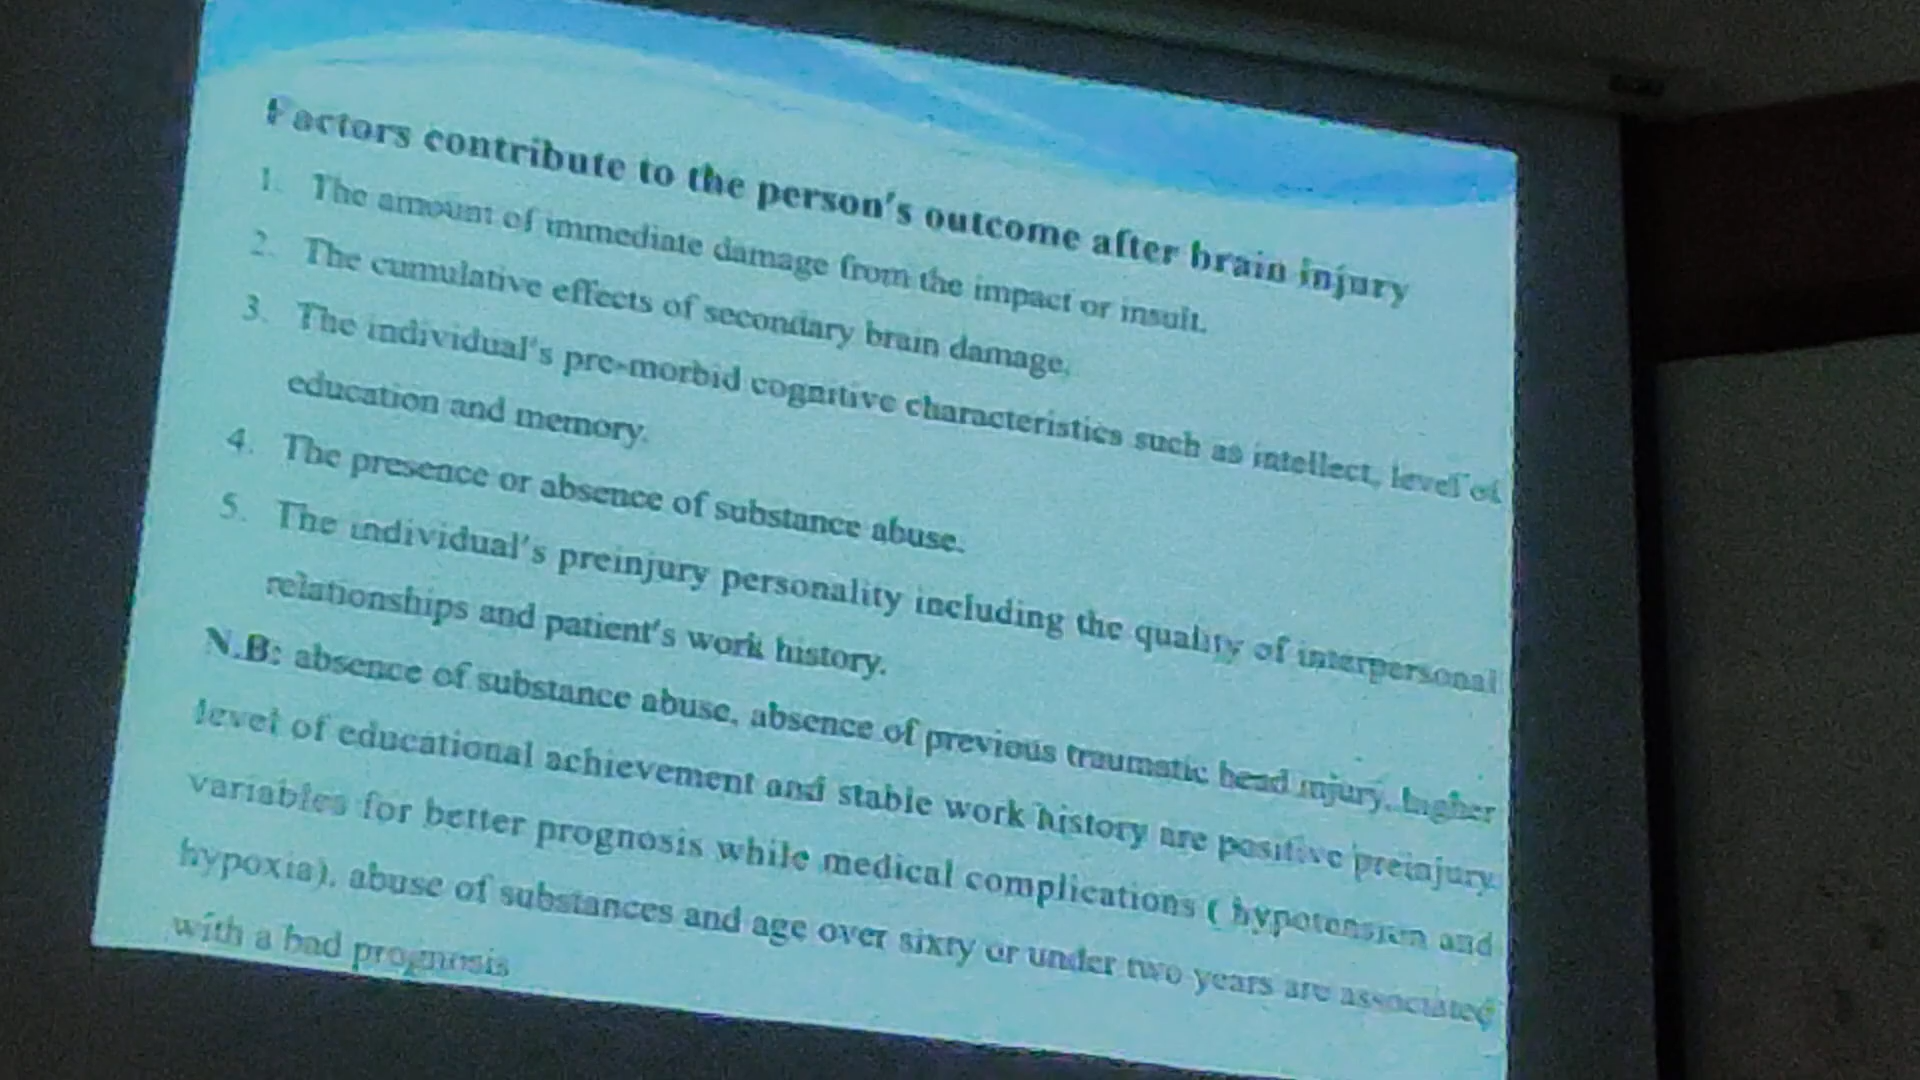 Factors contribute to the person's outcome after brain injury
1. The amount of immediate damage from the impact or insult.
2. The cumulative effects of secondary brain damage.
3. The individual's pre-morbid cognitive characteristics such as intellect, level of
education and memory.
4. The presence or absence of substance abuse.
5. The individual's preinjury personality including the quality of interpersonal
relationships and patient's work history.
N.B: absence of substance abuse, absence of previous traumatic head injury, higher
level of educational achievement and stable work history are positive preinjury
variables for better prognosis while medical complications ( hypotension and
hypoxia), abuse of substances and age over sixty or under two years are associated
with a bad prognosis